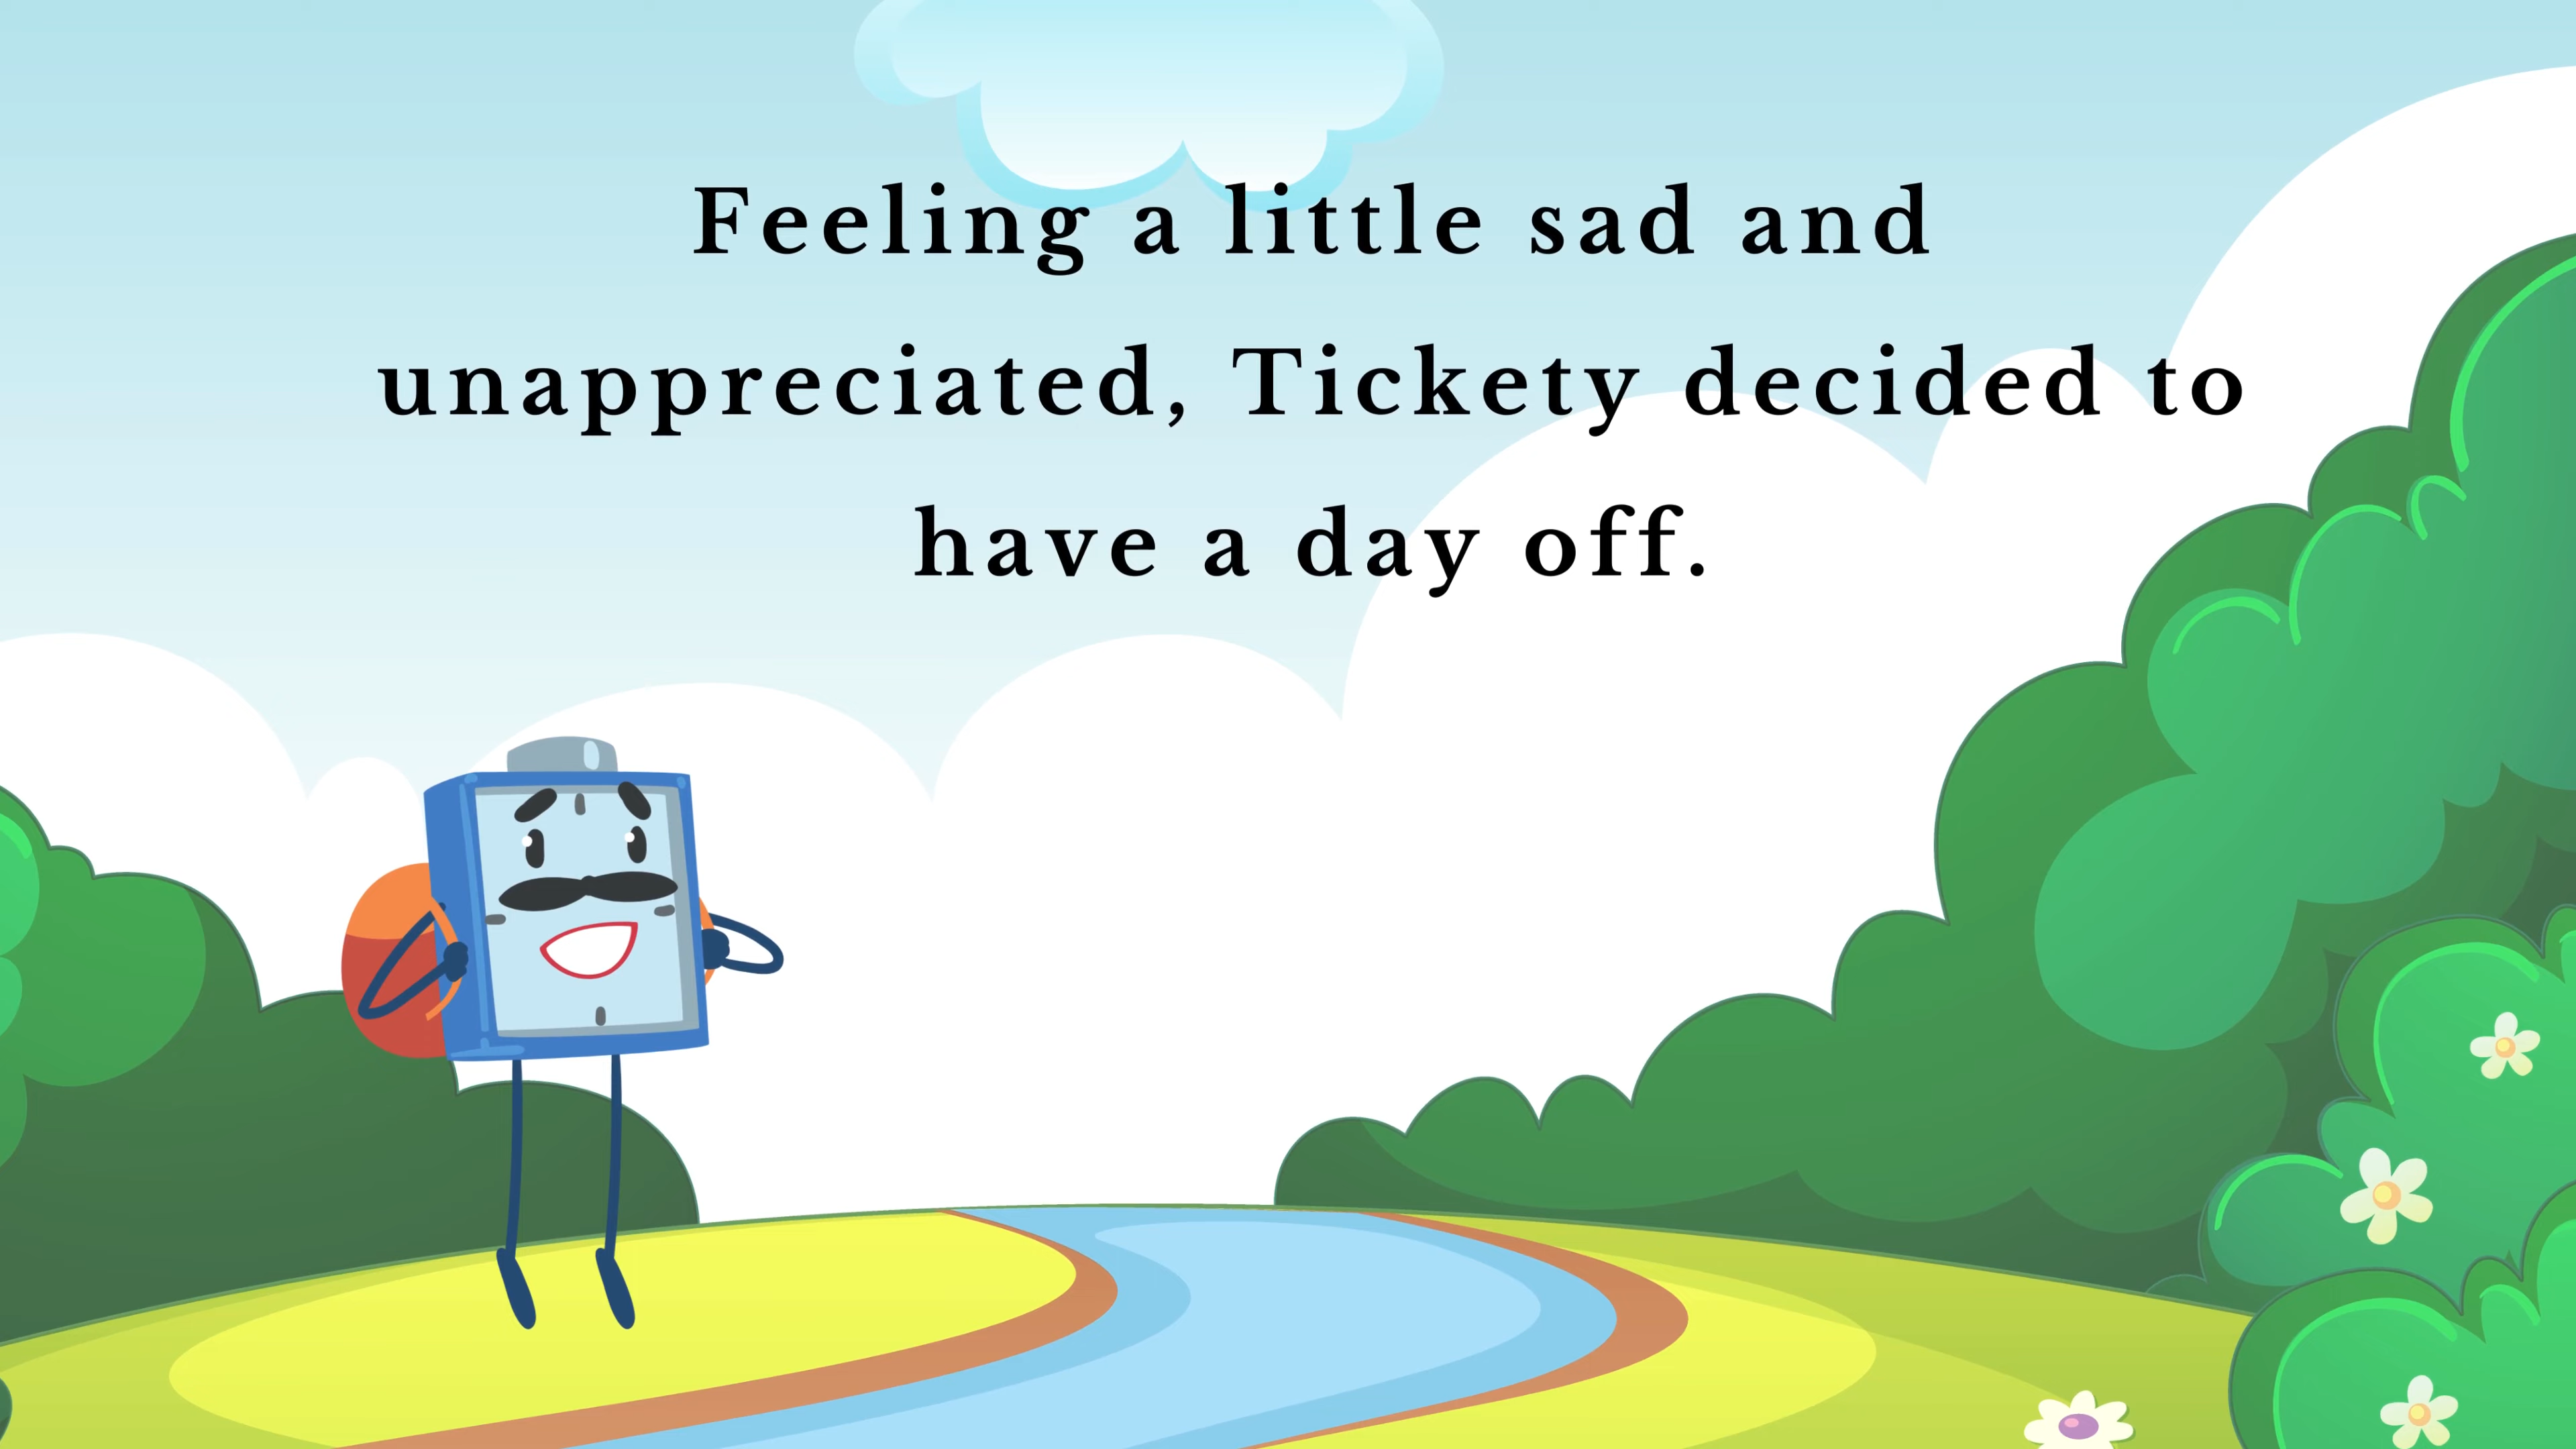 Feeling a little sad and
unappreciated, Tickety decided to
have a day off.